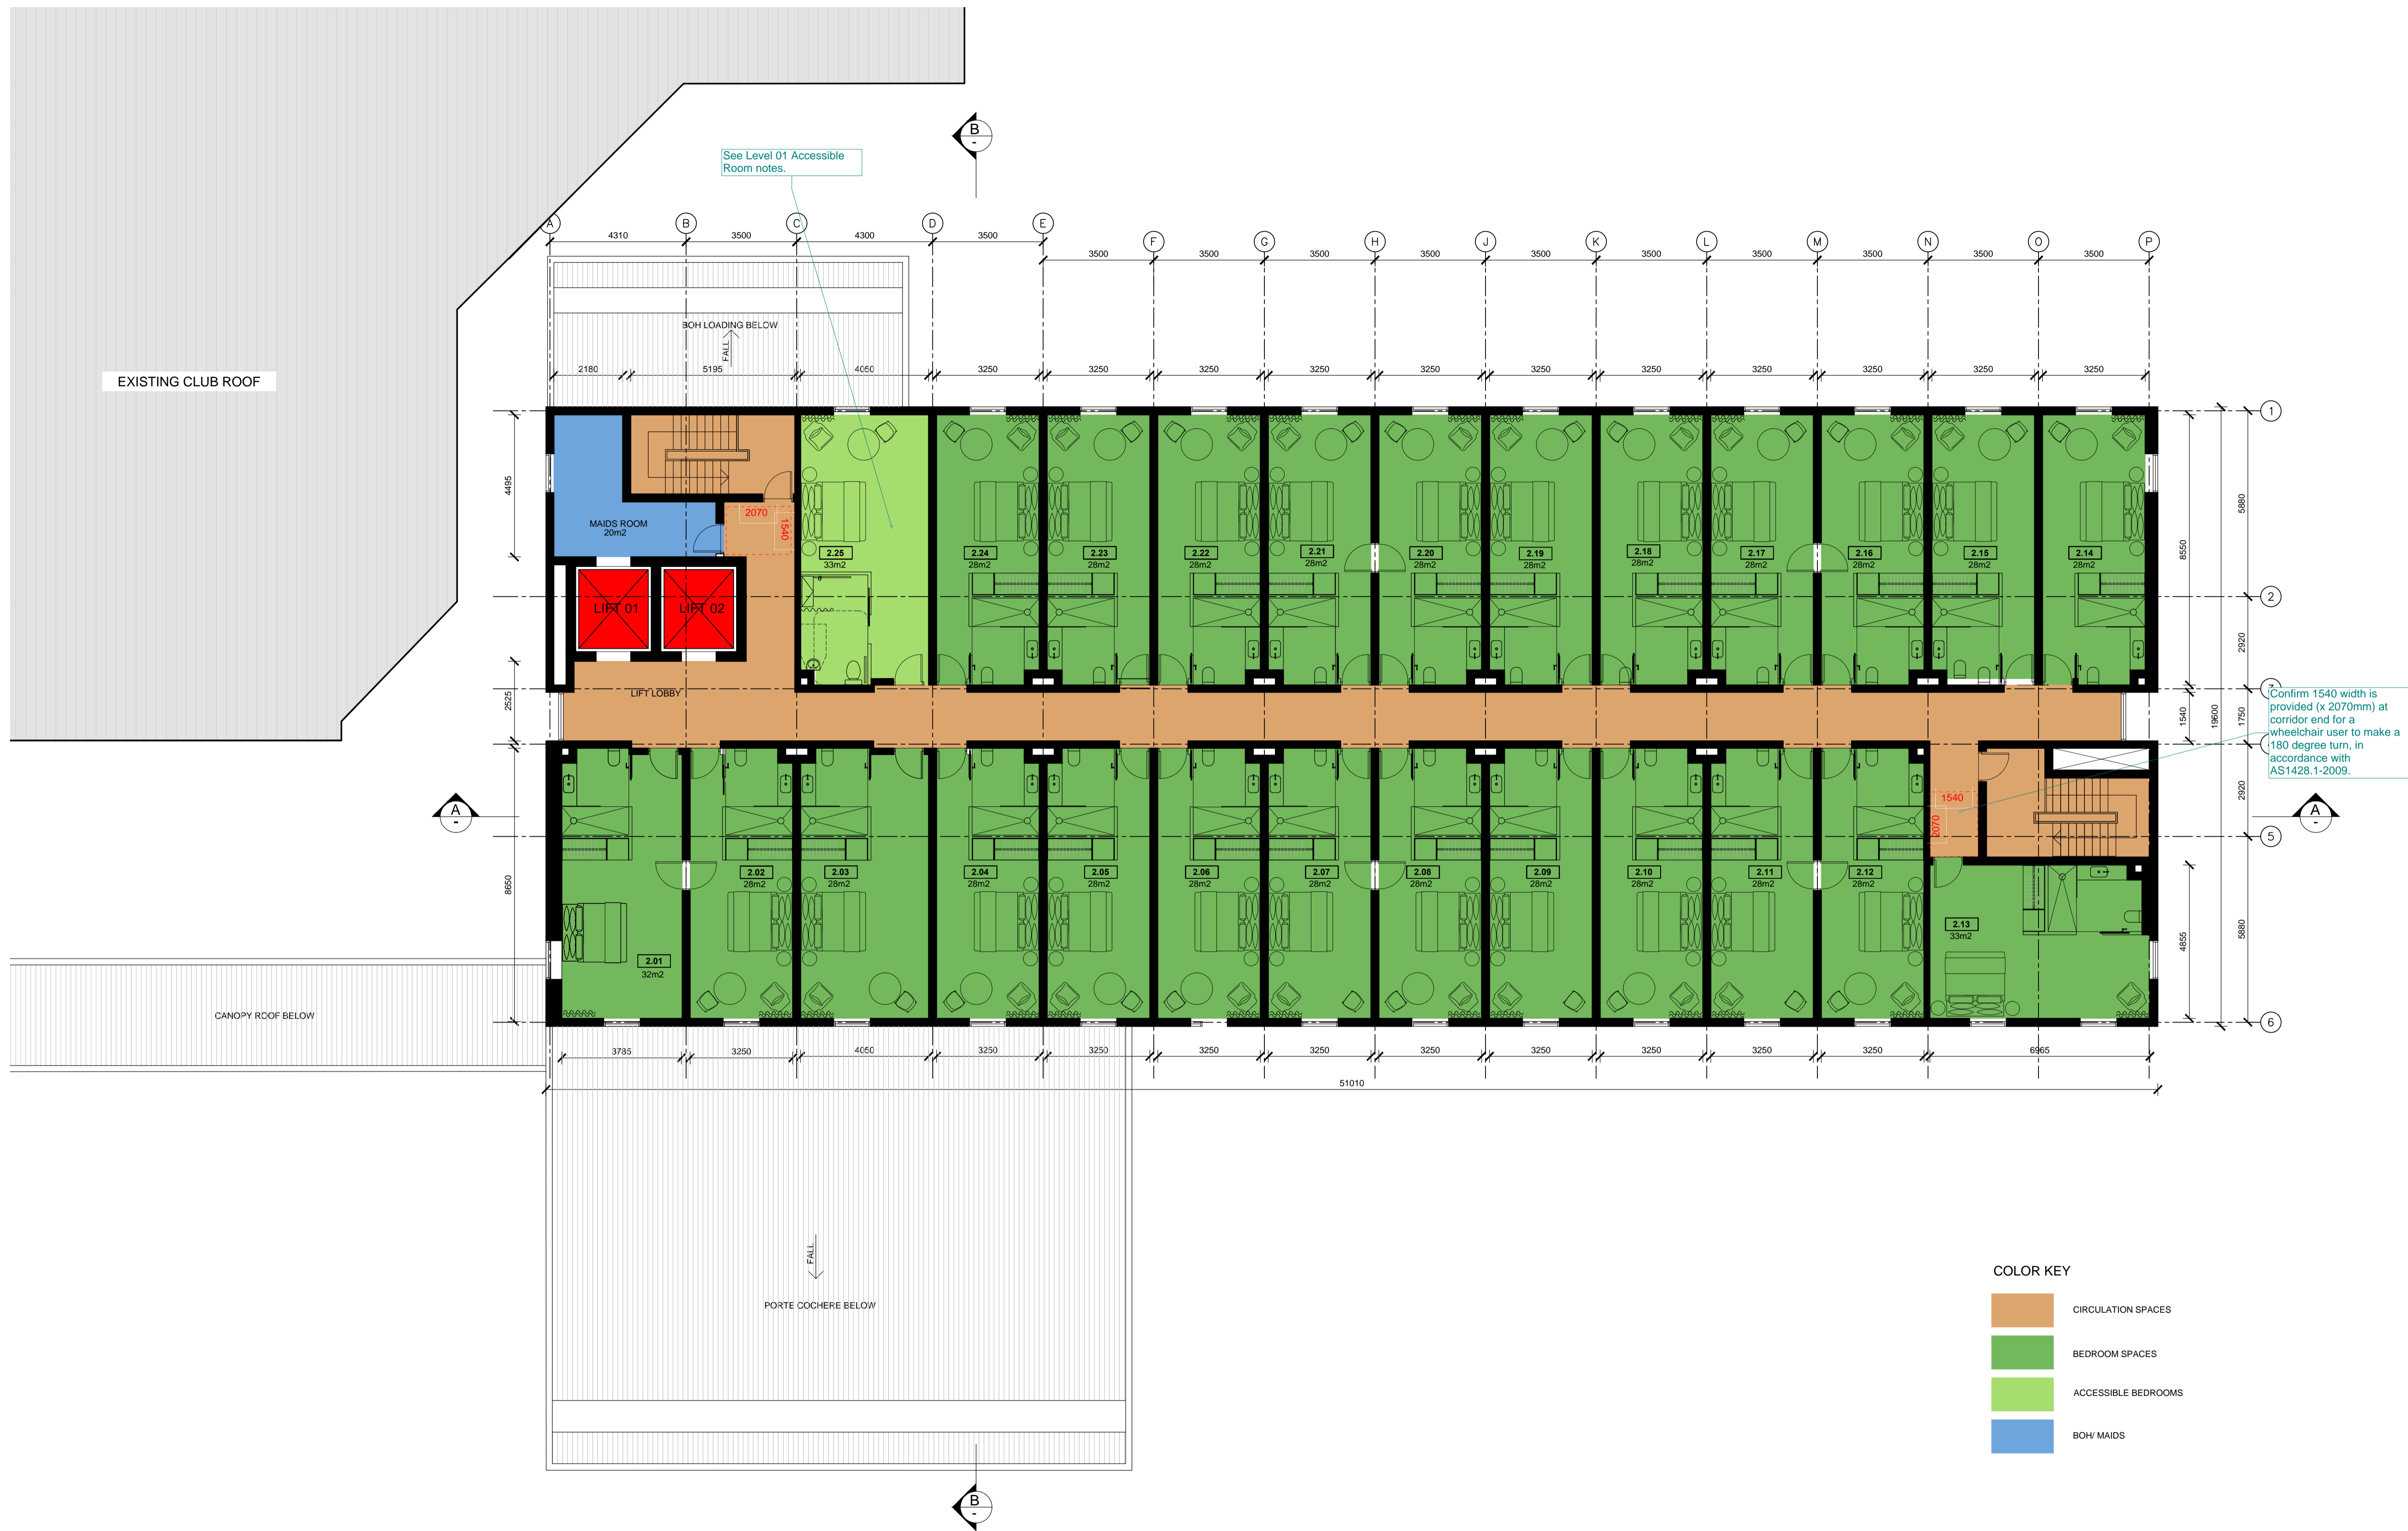 B
-
See Level 01 Accessible
Room notes.
A
B
C
D
E
F
G
H
J
K
L
M
N
O
P
4310
3500
4300
3500
3500
3500
3500
3500
3500
3500
3500
3500
3500
3500
BOH LOADING BELOW
FALL
2180
5195
4050
3250
3250
3250
3250
3250
3250
3250
3250
3250
3250
3250
EXISTING CLUB ROOF
1
2
5
6
4495
2525
8650
5880
2920
1750
2920
5880
8550
1540
4855
19600
MAIDS ROOM
20m2
2070
1540
LIFT 01
LIFT 02
LIFT LOBBY
2.25
33m2
2.24
28m2
2.23
28m2
2.22
28m2
2.21
28m2
2.20
28m2
2.19
28m2
2.18
28m2
2.17
28m2
2.16
28m2
2.15
28m2
2.14
28m2
Confirm 1540 width is
provided (x 2070mm) at
corridor end for a
wheelchair user to make a
180 degree turn, in
accordance with
AS1428.1-2009.
A
-
A
-
1540
2070
2.01
32m2
2.02
28m2
2.03
28m2
2.04
28m2
2.05
28m2
2.06
28m2
2.07
28m2
2.08
28m2
2.09
28m2
2.10
28m2
2.11
28m2
2.12
28m2
2.13
33m2
CANOPY ROOF BELOW
3785
3250
4050
3250
3250
3250
3250
3250
3250
3250
3250
3250
6965
51010
FALL
PORTE COCHERE BELOW
COLOR KEY
CIRCULATION SPACES
BEDROOM SPACES
ACCESSIBLE BEDROOMS
BOH/ MAIDS
B
-